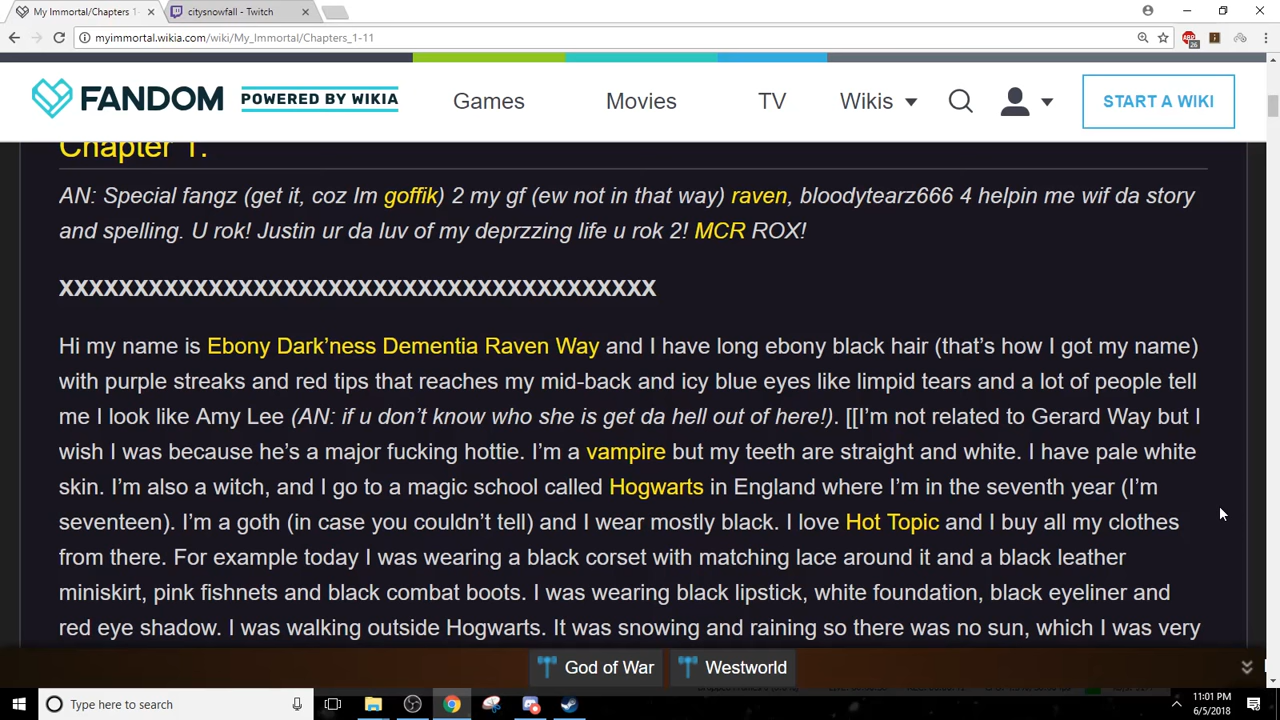 My Immortal/Chapters 1
citysnowfall - Twitch
myimmortal.wikia.com/wiki/My_Immortal/Chapters_1-11
ABP
26
FANDOM POWERED BY WIKIA Games Movies TV Wikis START A WIKI
Chapter 1.
AN: Special fangz (get it, coz Im goffik) 2 my gf (ew not in that way) raven, bloodytearz666 4 helpin me wif da story
and spelling. U rok! Justin ur da luv of my deprzzing life u rok 2! MCR ROX!
XXXXXXXXXXXXXXXXXXXXXXXXXXXXXXXXXXXXXXXX
Hi my name is Ebony Dark’ness Dementia Raven Way and I have long ebony black hair (that’s how I got my name)
with purple streaks and red tips that reaches my mid-back and icy blue eyes like limpid tears and a lot of people tell
me I look like Amy Lee (AN: if u don’t know who she is get da hell out of here!). [[I’m not related to Gerard Way but I
wish I was because he’s a major fucking hottie. I’m a vampire but my teeth are straight and white. I have pale white
skin. I’m also a witch, and I go to a magic school called Hogwarts in England where I’m in the seventh year (I’m
seventeen). I’m a goth (in case you couldn’t tell) and I wear mostly black. I love Hot Topic and I buy all my clothes
from there. For example today I was wearing a black corset with matching lace around it and a black leather
miniskirt, pink fishnets and black combat boots. I was wearing black lipstick, white foundation, black eyeliner and
red eye shadow. I was walking outside Hogwarts. It was snowing and raining so there was no sun, which I was very
God of War Westworld
Type here to search
11:01 PM
6/5/2018